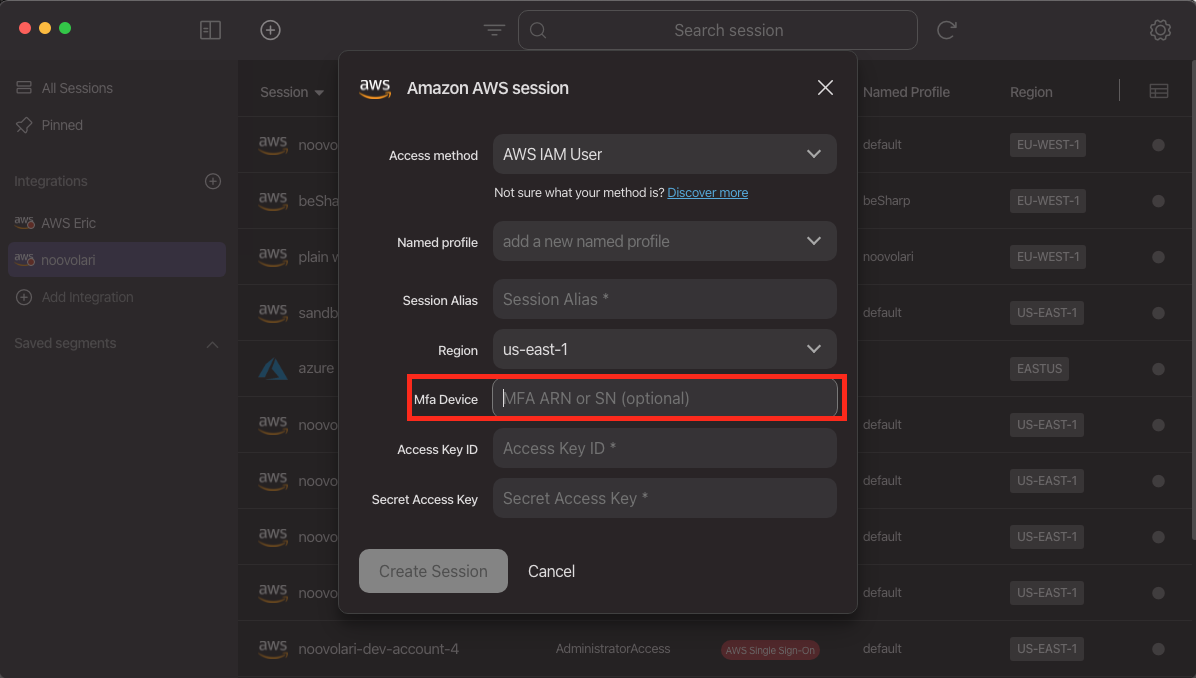 Search session
All Sessions
Pinned
Integrations
AWS Eric
noovolari
Add Integration
Saved segments
Session
Named Profile
Region
aws noovo
default
EU-WEST-1
aws beSha
beSharp
EU-WEST-1
aws plain w
noovolari
EU-WEST-1
aws sandb
default
US-EAST-1
azure
EASTUS
aws noovo
default
US-EAST-1
aws noovo
default
US-EAST-1
aws noovo
default
US-EAST-1
aws noovo
default
US-EAST-1
aws noovolari-dev-account-4
AdministratorAccess
AWS Single Sign-On
default
US-EAST-1
aws Amazon AWS session
Access method
AWS IAM User
Not sure what your method is? Discover more
Named profile
add a new named profile
Session Alias
Session Alias *
Region
us-east-1
Mfa Device
MFA ARN or SN (optional)
Access Key ID
Access Key ID *
Secret Access Key
Secret Access Key *
Create Session
Cancel